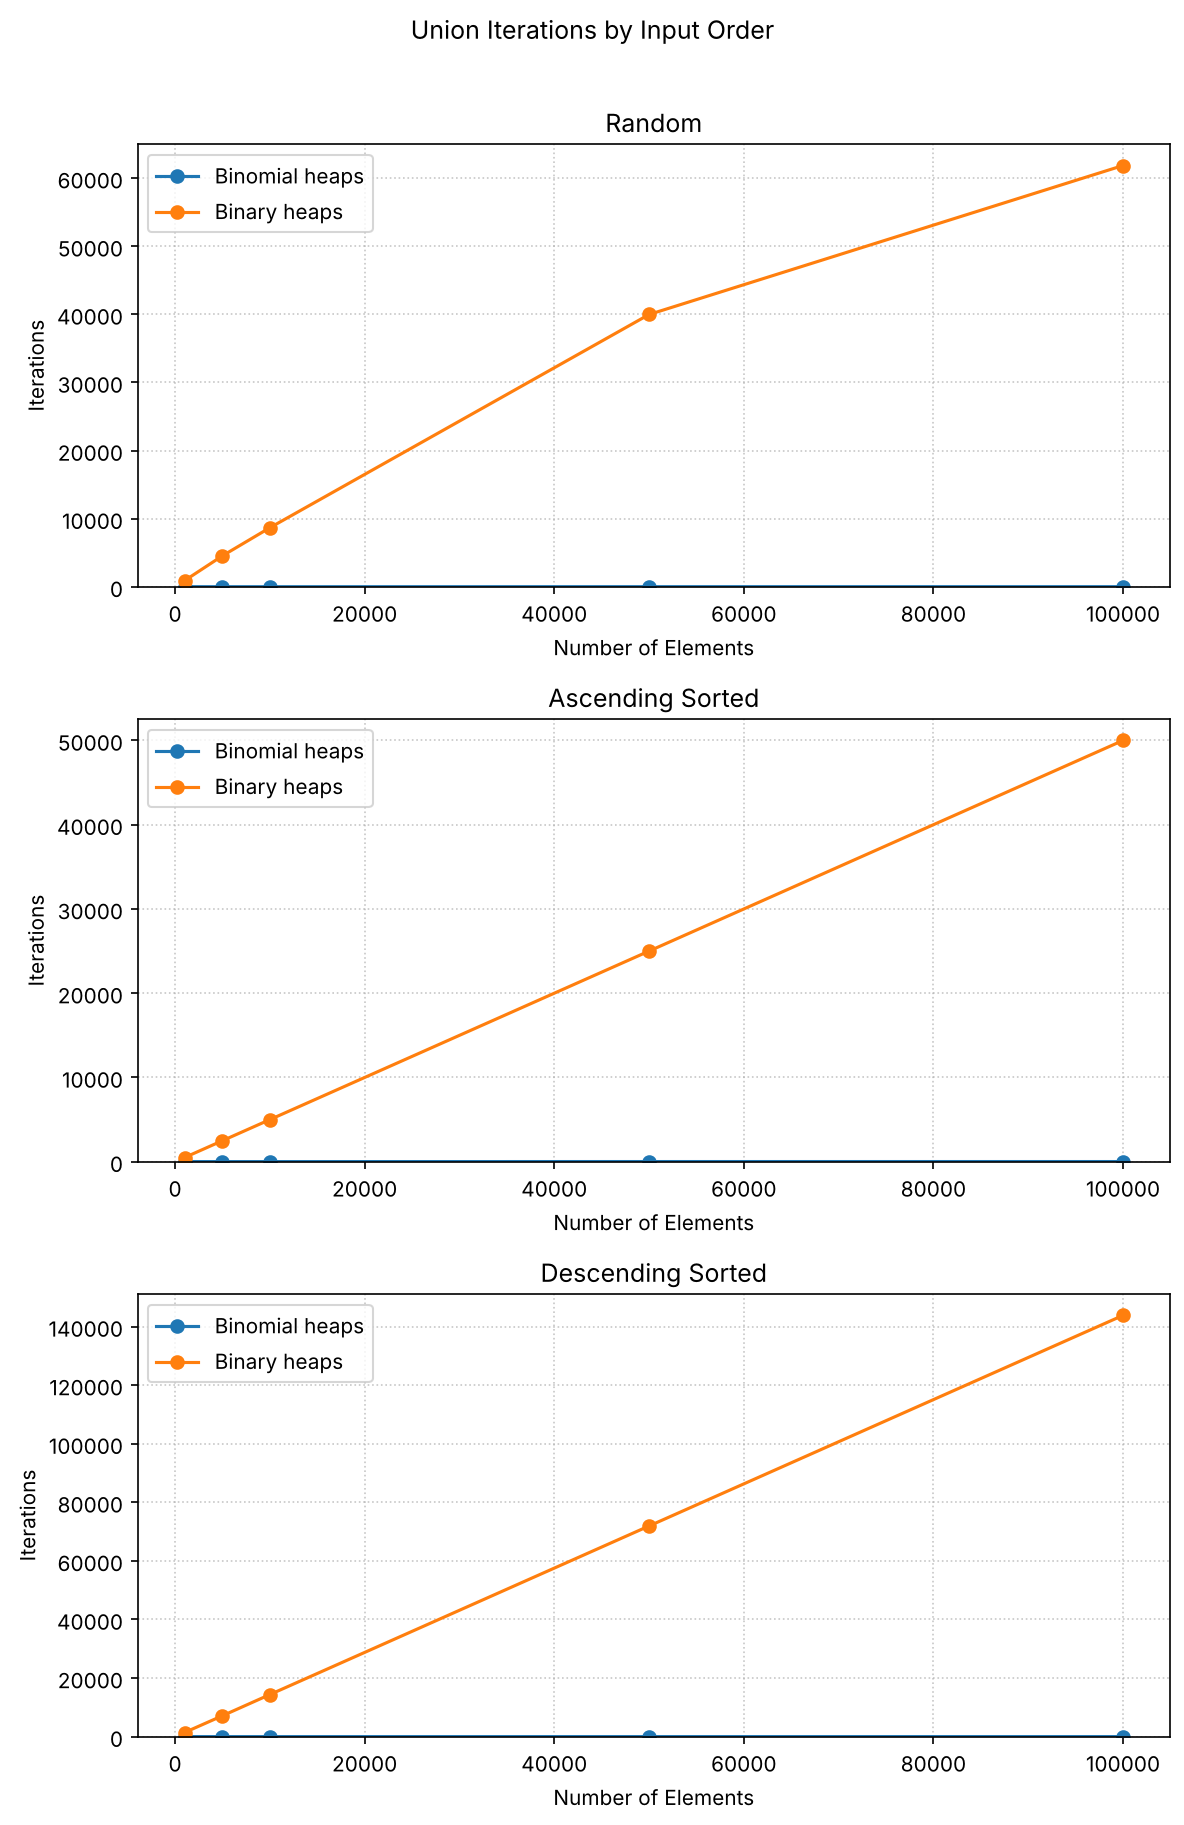 Union Iterations by Input Order
Random
Binomial heaps
Binary heaps
60000
50000
40000
30000
20000
10000
0
Iterations
0 20000 40000 60000 80000 100000
Number of Elements
Ascending Sorted
Binomial heaps
Binary heaps
50000
40000
30000
20000
10000
0
Iterations
0 20000 40000 60000 80000 100000
Number of Elements
Descending Sorted
Binomial heaps
Binary heaps
140000
120000
100000
80000
60000
40000
20000
0
Iterations
0 20000 40000 60000 80000 100000
Number of Elements